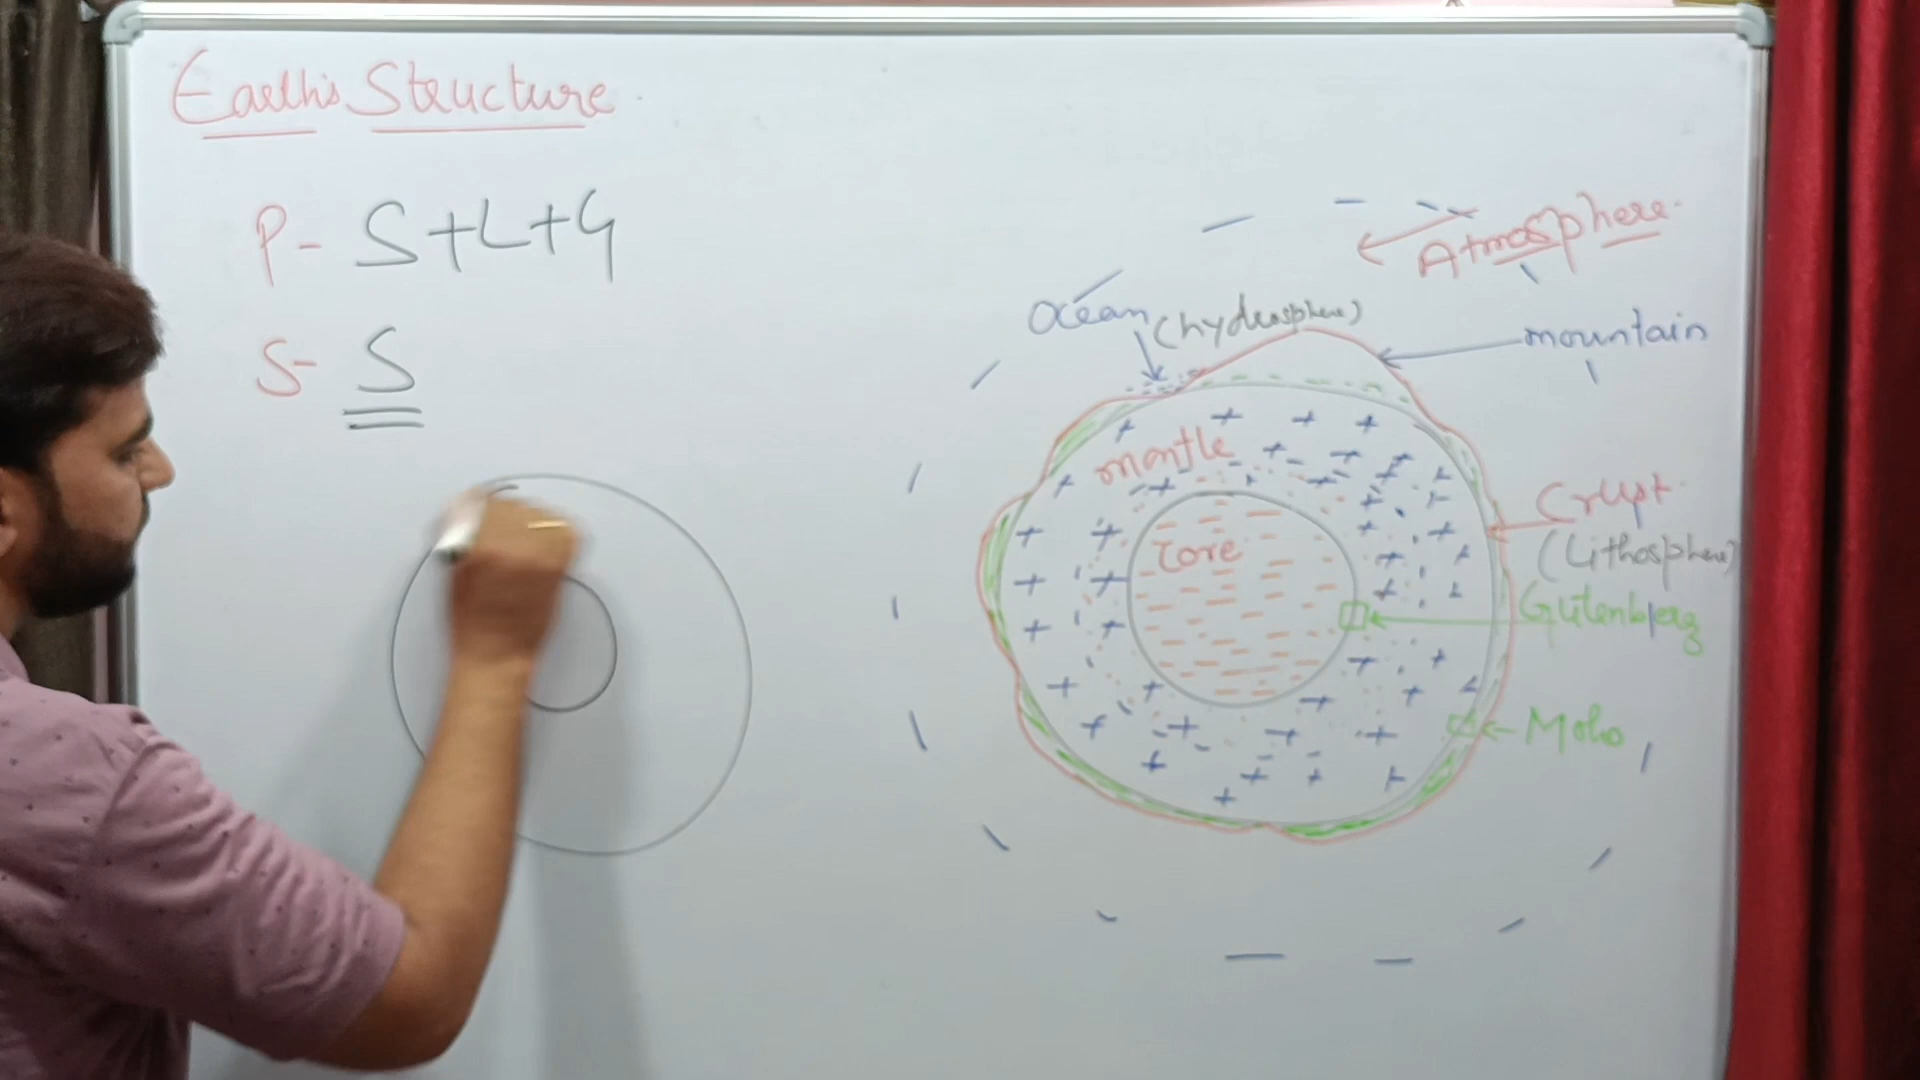 Earth's Structure
P- S+L+G
S- S
Atmosphere
Ocean (hydrosphere)
mountain
mantle
Crust
Core
(Lithosphere)
Gutenberg
Moho